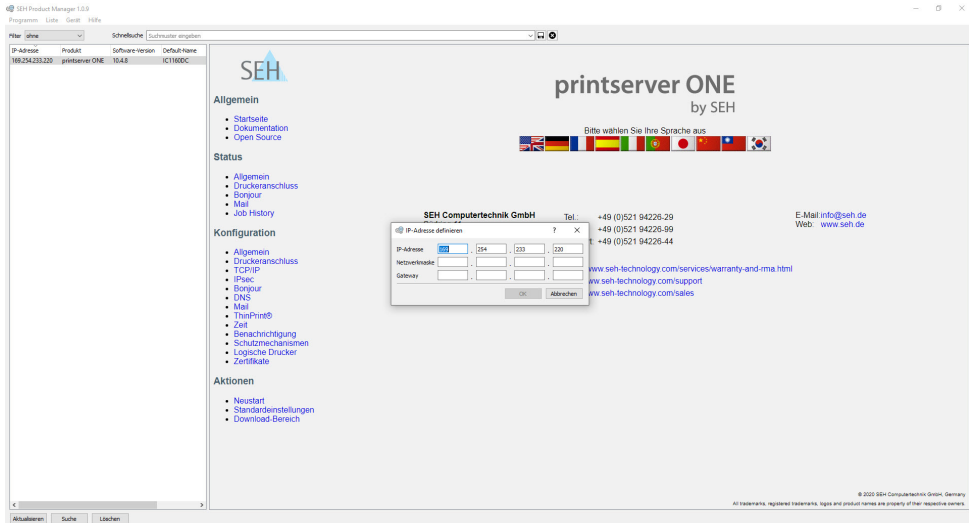 SEH Product Manager 1.0.9
Programm Liste Gerät Hilfe
Filter ohne Schnellsuche Suchmuster eingeben
IP-Adresse Produkt Software-Version Default-Name
169.254.233.220 printserver ONE 10.4.8 IC1160DC
SEH
Allgemein
Startseite
Dokumentation
Open Source
Status
Allgemein
Druckeranschluss
Bonjour
Mail
Job History
Konfiguration
Allgemein
Druckeranschluss
TCP/IP
IPsec
Bonjour
DNS
Mail
ThinPrint®
Zeit
Benachrichtigung
Schutzmechanismen
Logische Drucker
Zertifikate
Aktionen
Neustart
Standardeinstellungen
Download-Bereich
printserver ONE
by SEH
Bitte wählen Sie Ihre Sprache aus
SEH Computertechnik GmbH Tel.: +49 (0)521 94226-29 E-Mail:info@seh.de
+49 (0)521 94226-99 Web: www.seh.de
+49 (0)521 94226-44
www.seh-technology.com/services/warranty-and-rma.html
ww.seh-technology.com/support
ww.seh-technology.com/sales
IP-Adresse definieren ? X
IP-Adresse 169 . 254 . 233 . 220
Netzwerkmaske . . .
Gateway . . .
OK Abbrechen
© 2020 SEH Computertechnik GmbH, Germany
All trademarks, registered trademarks, logos and product names are property of their respective owners.
Aktualisieren Suche Löschen